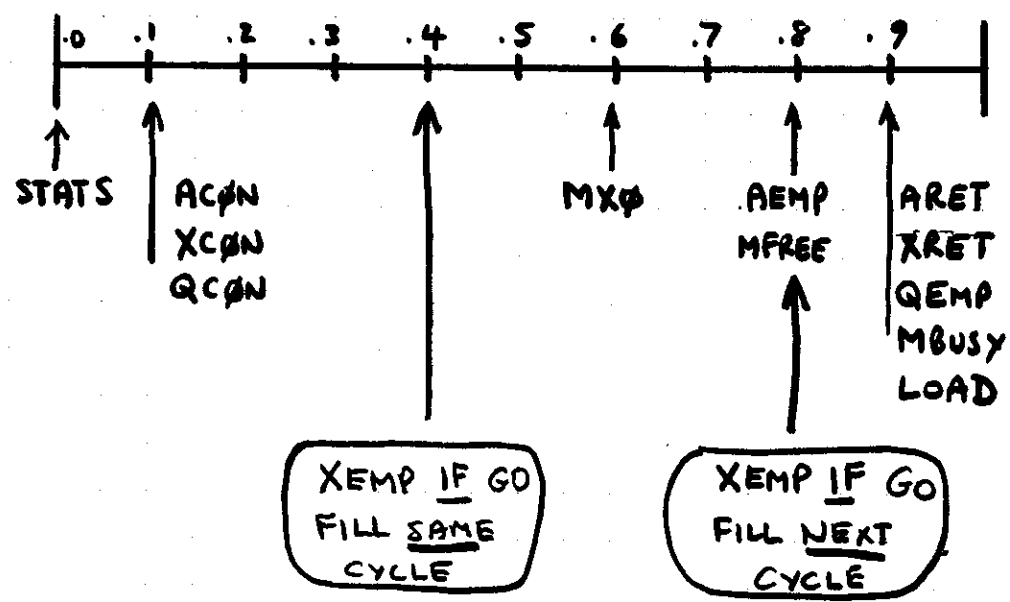 .0 .1 .2 .3 .4 .5 .6 .7 .8 .9
STATS
ACØN
XCØN
QCØN
MXØ
AEMP
MFREE
ARET
XRET
QEMP
MBUSY
LOAD
XEMP IF GO
FILL SAME
CYCLE
XEMP IF GO
FILL NEXT
CYCLE